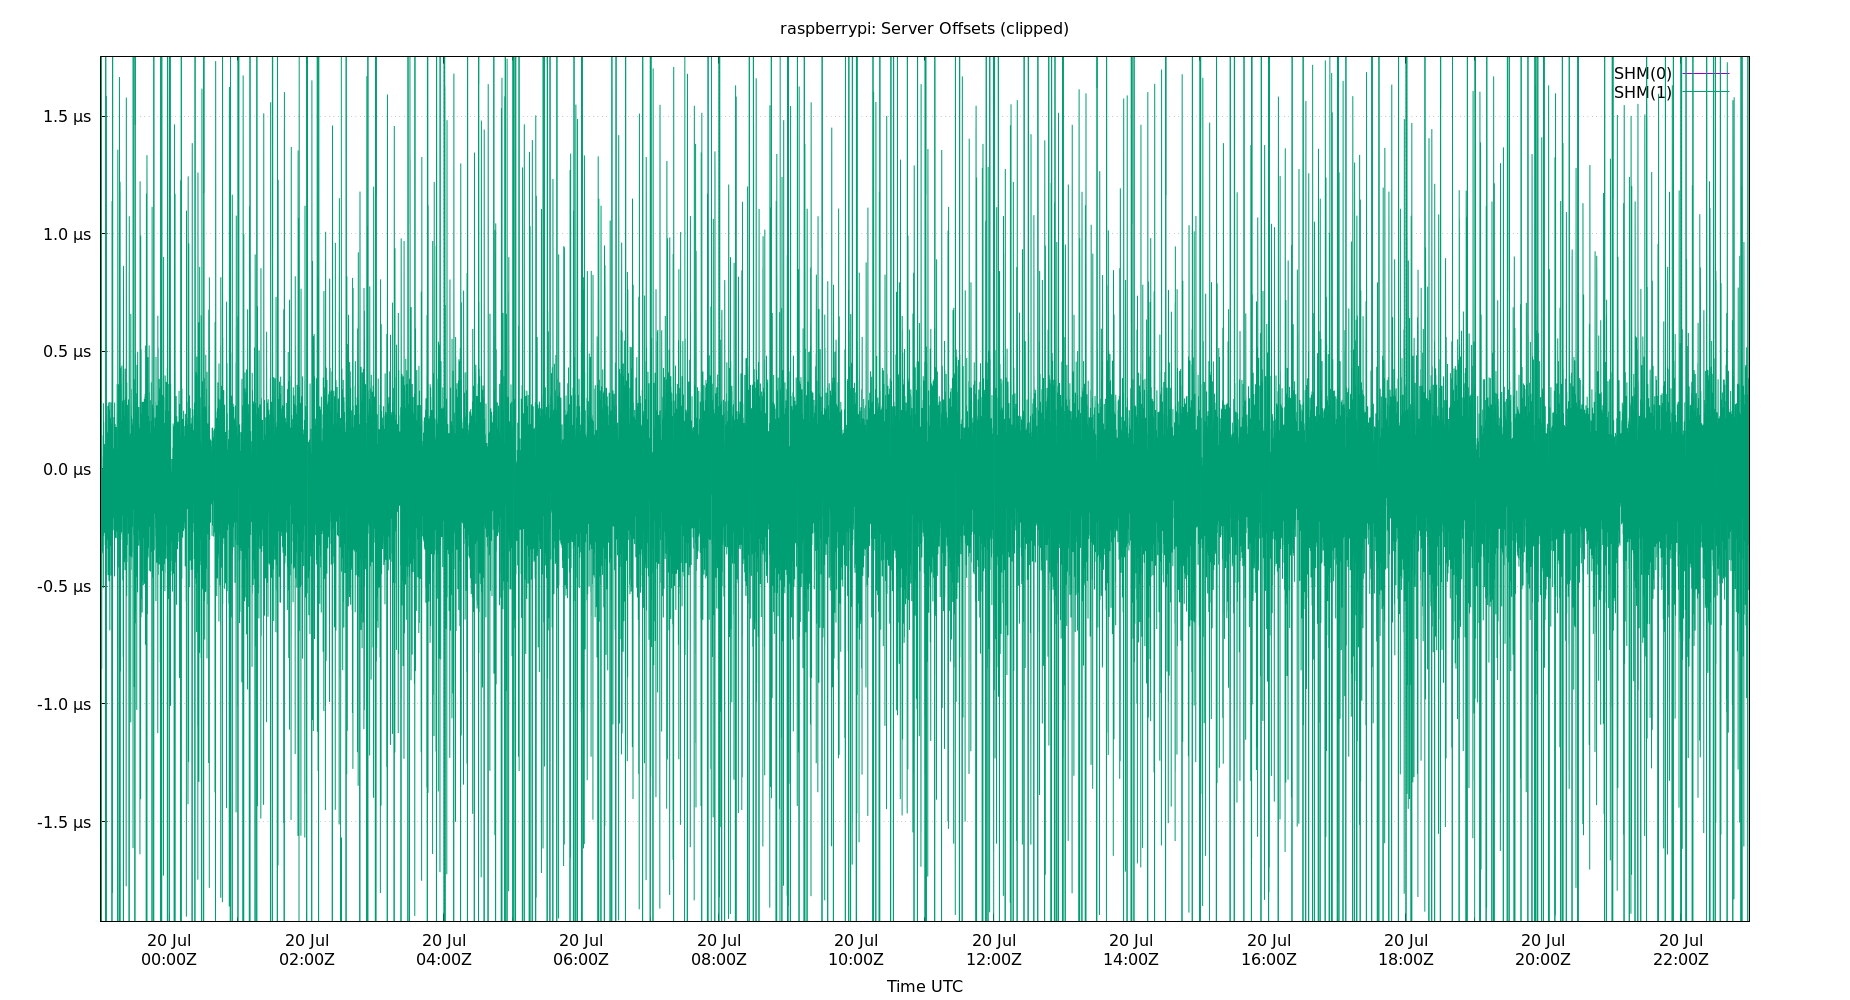 raspberrypi: Server Offsets (clipped)
SHM(0)
SHM(1)
1.5 µs
1.0 µs
0.5 µs
0.0 µs
-0.5 µs
-1.0 µs
-1.5 µs
20 Jul 20 Jul 20 Jul 20 Jul 20 Jul 20 Jul 20 Jul 20 Jul 20 Jul 20 Jul 20 Jul 20 Jul
00:00Z 02:00Z 04:00Z 06:00Z 08:00Z 10:00Z 12:00Z 14:00Z 16:00Z 18:00Z 20:00Z 22:00Z
Time UTC